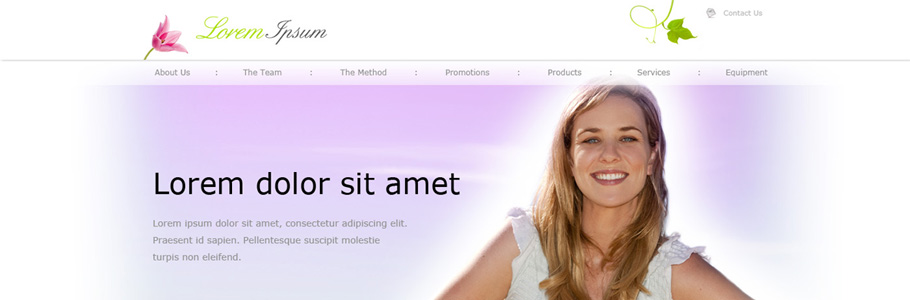 Lorem Ipsum
Contact Us
About Us : The Team : The Method : Promotions : Products : Services : Equipment
Lorem dolor sit amet
Lorem ipsum dolor sit amet, consectetur adipiscing elit.
Praesent id sapien. Pellentesque suscipit molestie
turpis non eleifend.